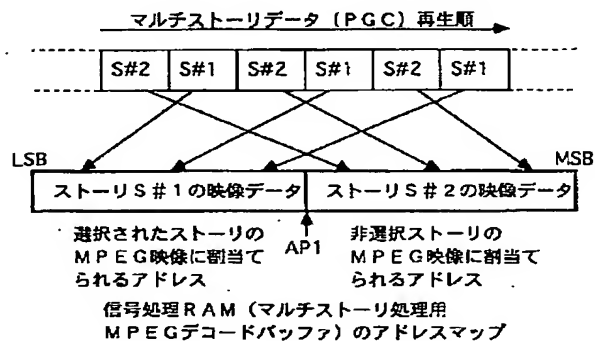 マルチストーリデータ（PGC）再生順
S#2 S#1 S#2 S#1 S#2 S#1
LSB MSB
ストーリS＃1の映像データ ストーリS＃2の映像データ
選択されたストーリの
MPEG映像に割当て
られるアドレス
AP1
非選択ストーリの
MPEG映像に割当て
られるアドレス
信号処理RAM（マルチストーリ処理用
MPEGデコードバッファ）のアドレスマップ